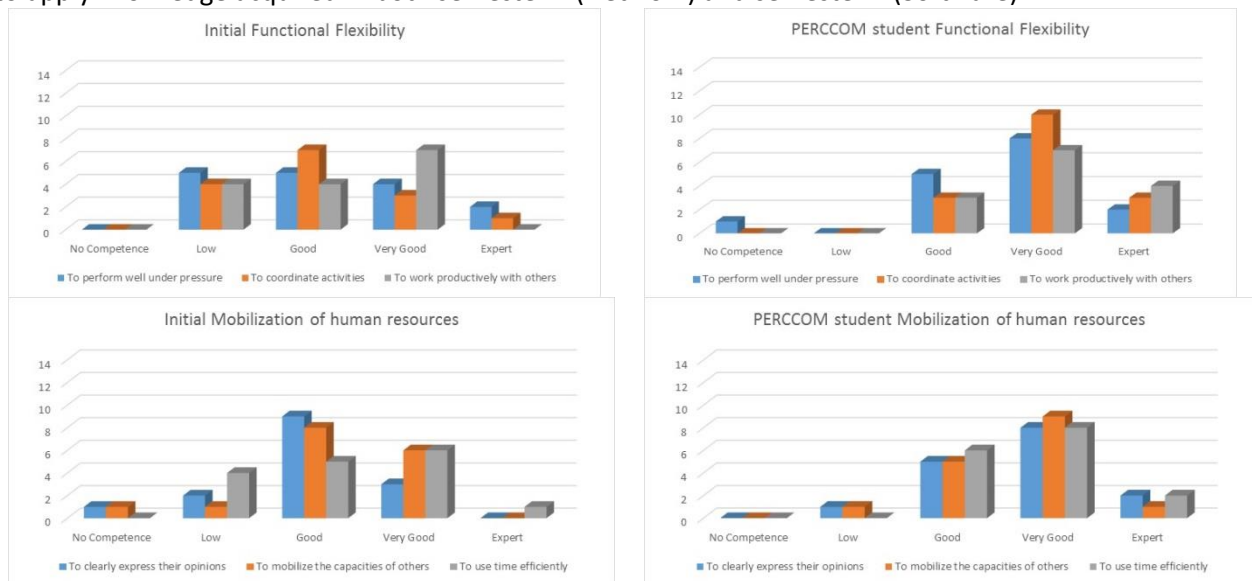 apply knowledge acquired
Initial Functional Flexibility
14
12
10
8
6
4
2
0
No Competence Low Good Very Good Expert
To perform well under pressure To coordinate activities To work productively with others
PERCCOM student Functional Flexibility
14
12
10
8
6
4
2
0
No Competence Low Good Very Good Expert
To perform well under pressure To coordinate activities To work productively with others
Initial Mobilization of human resources
14
12
10
8
6
4
2
0
No Competence Low Good Very Good Expert
To clearly express their opinions To mobilize the capacities of others To use time efficiently
PERCCOM student Mobilization of human resources
14
12
10
8
6
4
2
0
No Competence Low Good Very Good Expert
To clearly express their opinions To mobilize the capacities of others To use time efficiently